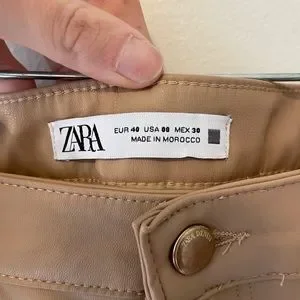 ZARA
EUR 40 USA 08 MEX 30
MADE IN MOROCCO